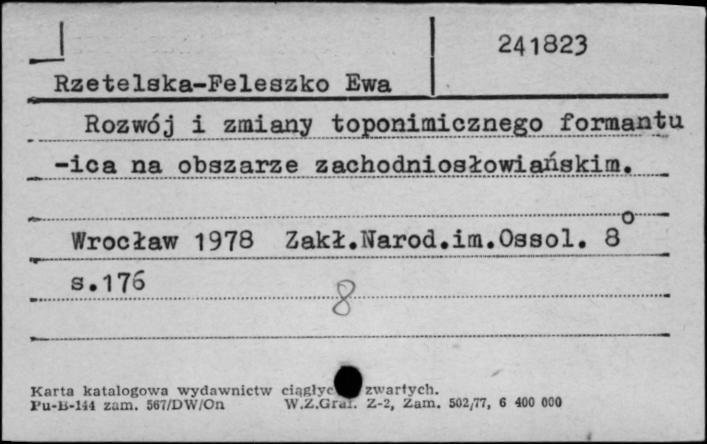 241823
Rzetelska-Feleszko Ewa
Rozwój i zmiany toponimicznego formantu
-ica na obszarze zachodniosłowiańskim.
Wrocław 1978 Zakł.Narod.im.Ossol. 8°
s.176
8
Karta katalogowa wydawnictw zwartych.
Pu-B-144 zam. 567/DW/On W.Z.Graf. Z-2, Zam. 502/77, 6 400 000